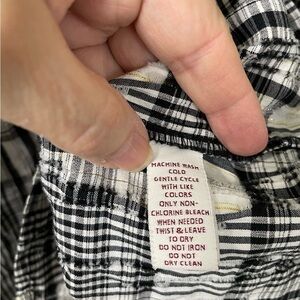 MACHINE WASH
COLD
GENTLE CYCLE
WITH LIKE
COLORS
ONLY NON-
CHLORINE BLEACH
WHEN NEEDED
TWIST & LEAVE
TO DRY
DO NOT IRON
DO NOT
DRY CLEAN